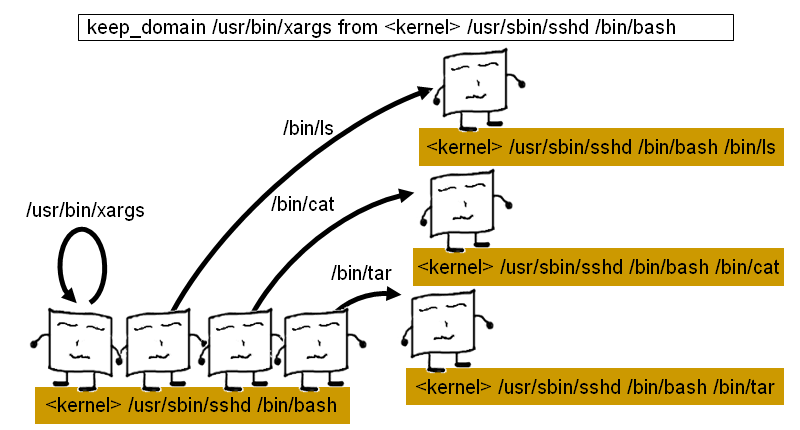 keep_domain /usr/bin/xargs from <kernel> /usr/sbin/sshd /bin/bash
/bin/ls
<kernel> /usr/sbin/sshd /bin/bash /bin/ls
/usr/bin/xargs
/bin/cat
<kernel> /usr/sbin/sshd /bin/bash /bin/cat
/bin/tar
<kernel> /usr/sbin/sshd /bin/bash /bin/tar
<kernel> /usr/sbin/sshd /bin/bash